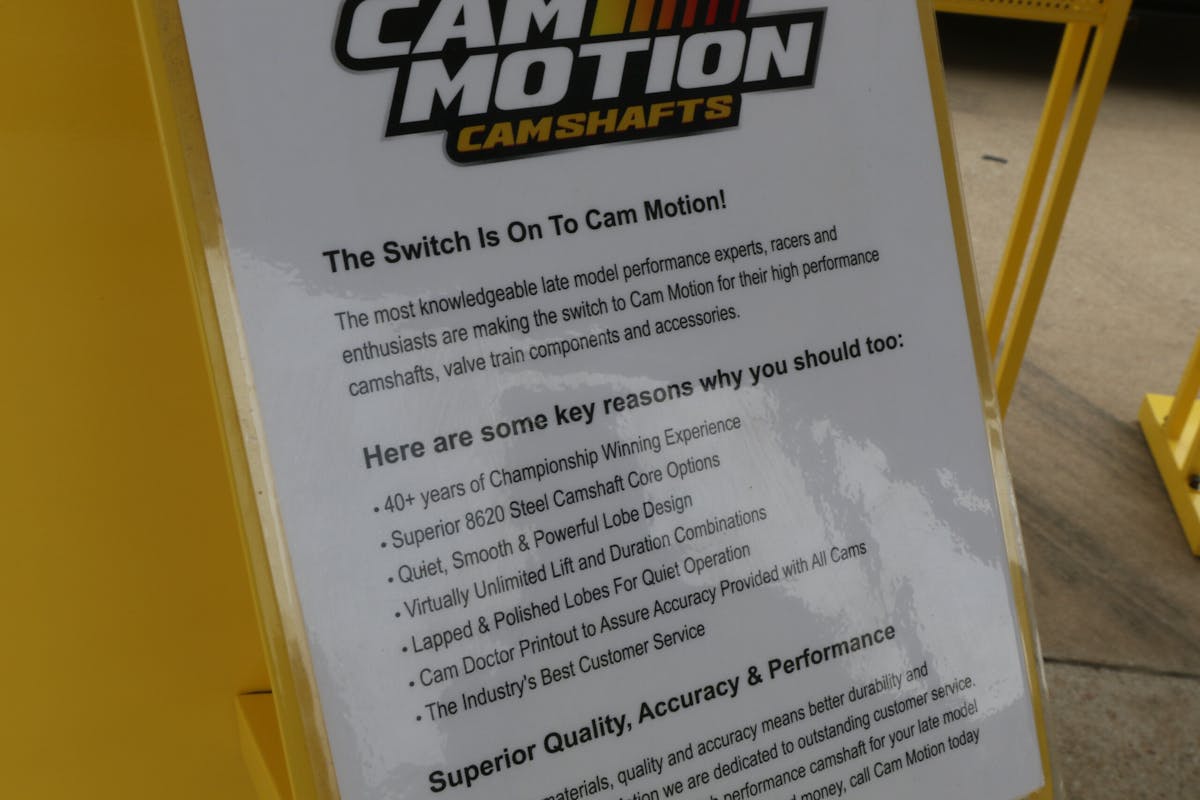 CAM
MOTION
CAMSHAFTS
The Switch Is On To Cam Motion!
The most knowledgeable late model performance experts, racers and
enthusiasts are making the switch to Cam Motion for their high performance
camshafts, valve train components and accessories.
Here are some key reasons why you should too:
• 40+ years of Championship Winning Experience
• Superior 8620 Steel Camshaft Core Options
• Quiet, Smooth & Powerful Lobe Design
• Virtually Unlimited Lift and Duration Combinations
• Lapped & Polished Lobes For Quiet Operation
• Cam Doctor Printout to Assure Accuracy Provided with All Cams
• The Industry's Best Customer Service
Superior Quality, Accuracy & Performance
materials, quality and accuracy means better durability and
we are dedicated to outstanding customer service.
performance camshaft for your late model
money, call Cam Motion today